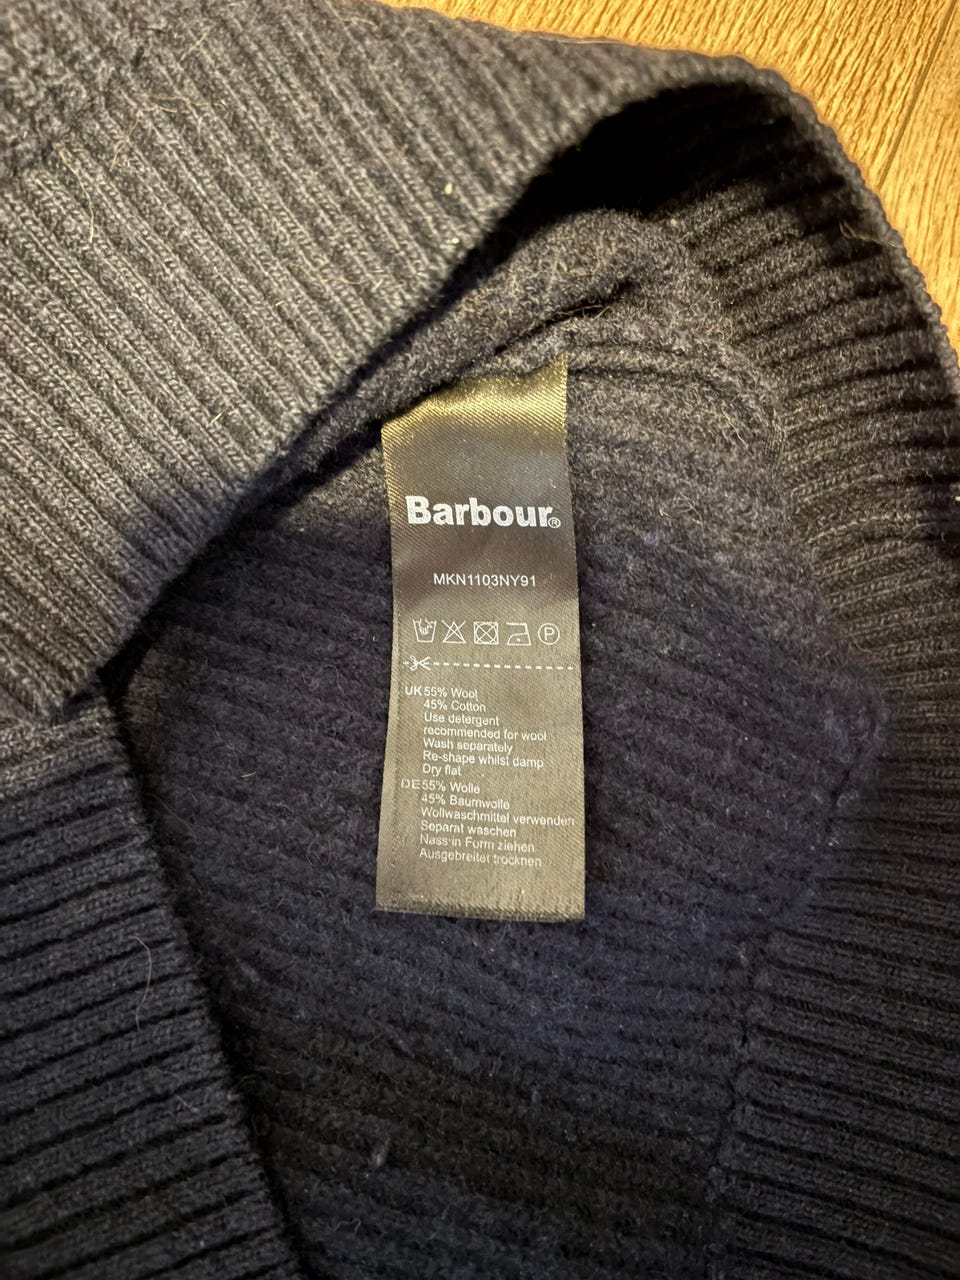 Barbour®
MKN1103NY91
P
UK 55% Wool
45% Cotton
Use detergent
recommended for wool
Wash separately
Re-shape whilst damp
Dry flat
DE 55% Wolle
45% Baumwolle
Wollwaschmittel verwenden
Separat waschen
Nass in Form ziehen
Ausgebreitet trocknen